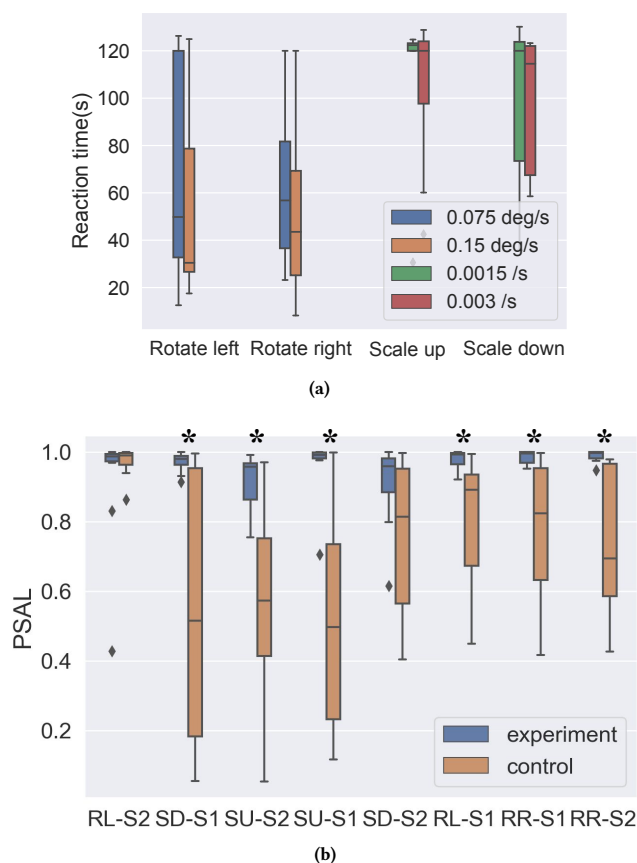 Reaction time(s)
120
100
80
60
40
20
0.075 deg/s
0.15 deg/s
0.0015 /s
0.003 /s
Rotate left Rotate right Scale up Scale down
(a)
* * * * * *
PSAL
1.0
0.8
0.6
0.4
0.2
experiment
control
RL-S2 SD-S1 SU-S2 SU-S1 SD-S2 RL-S1 RR-S1 RR-S2
(b)